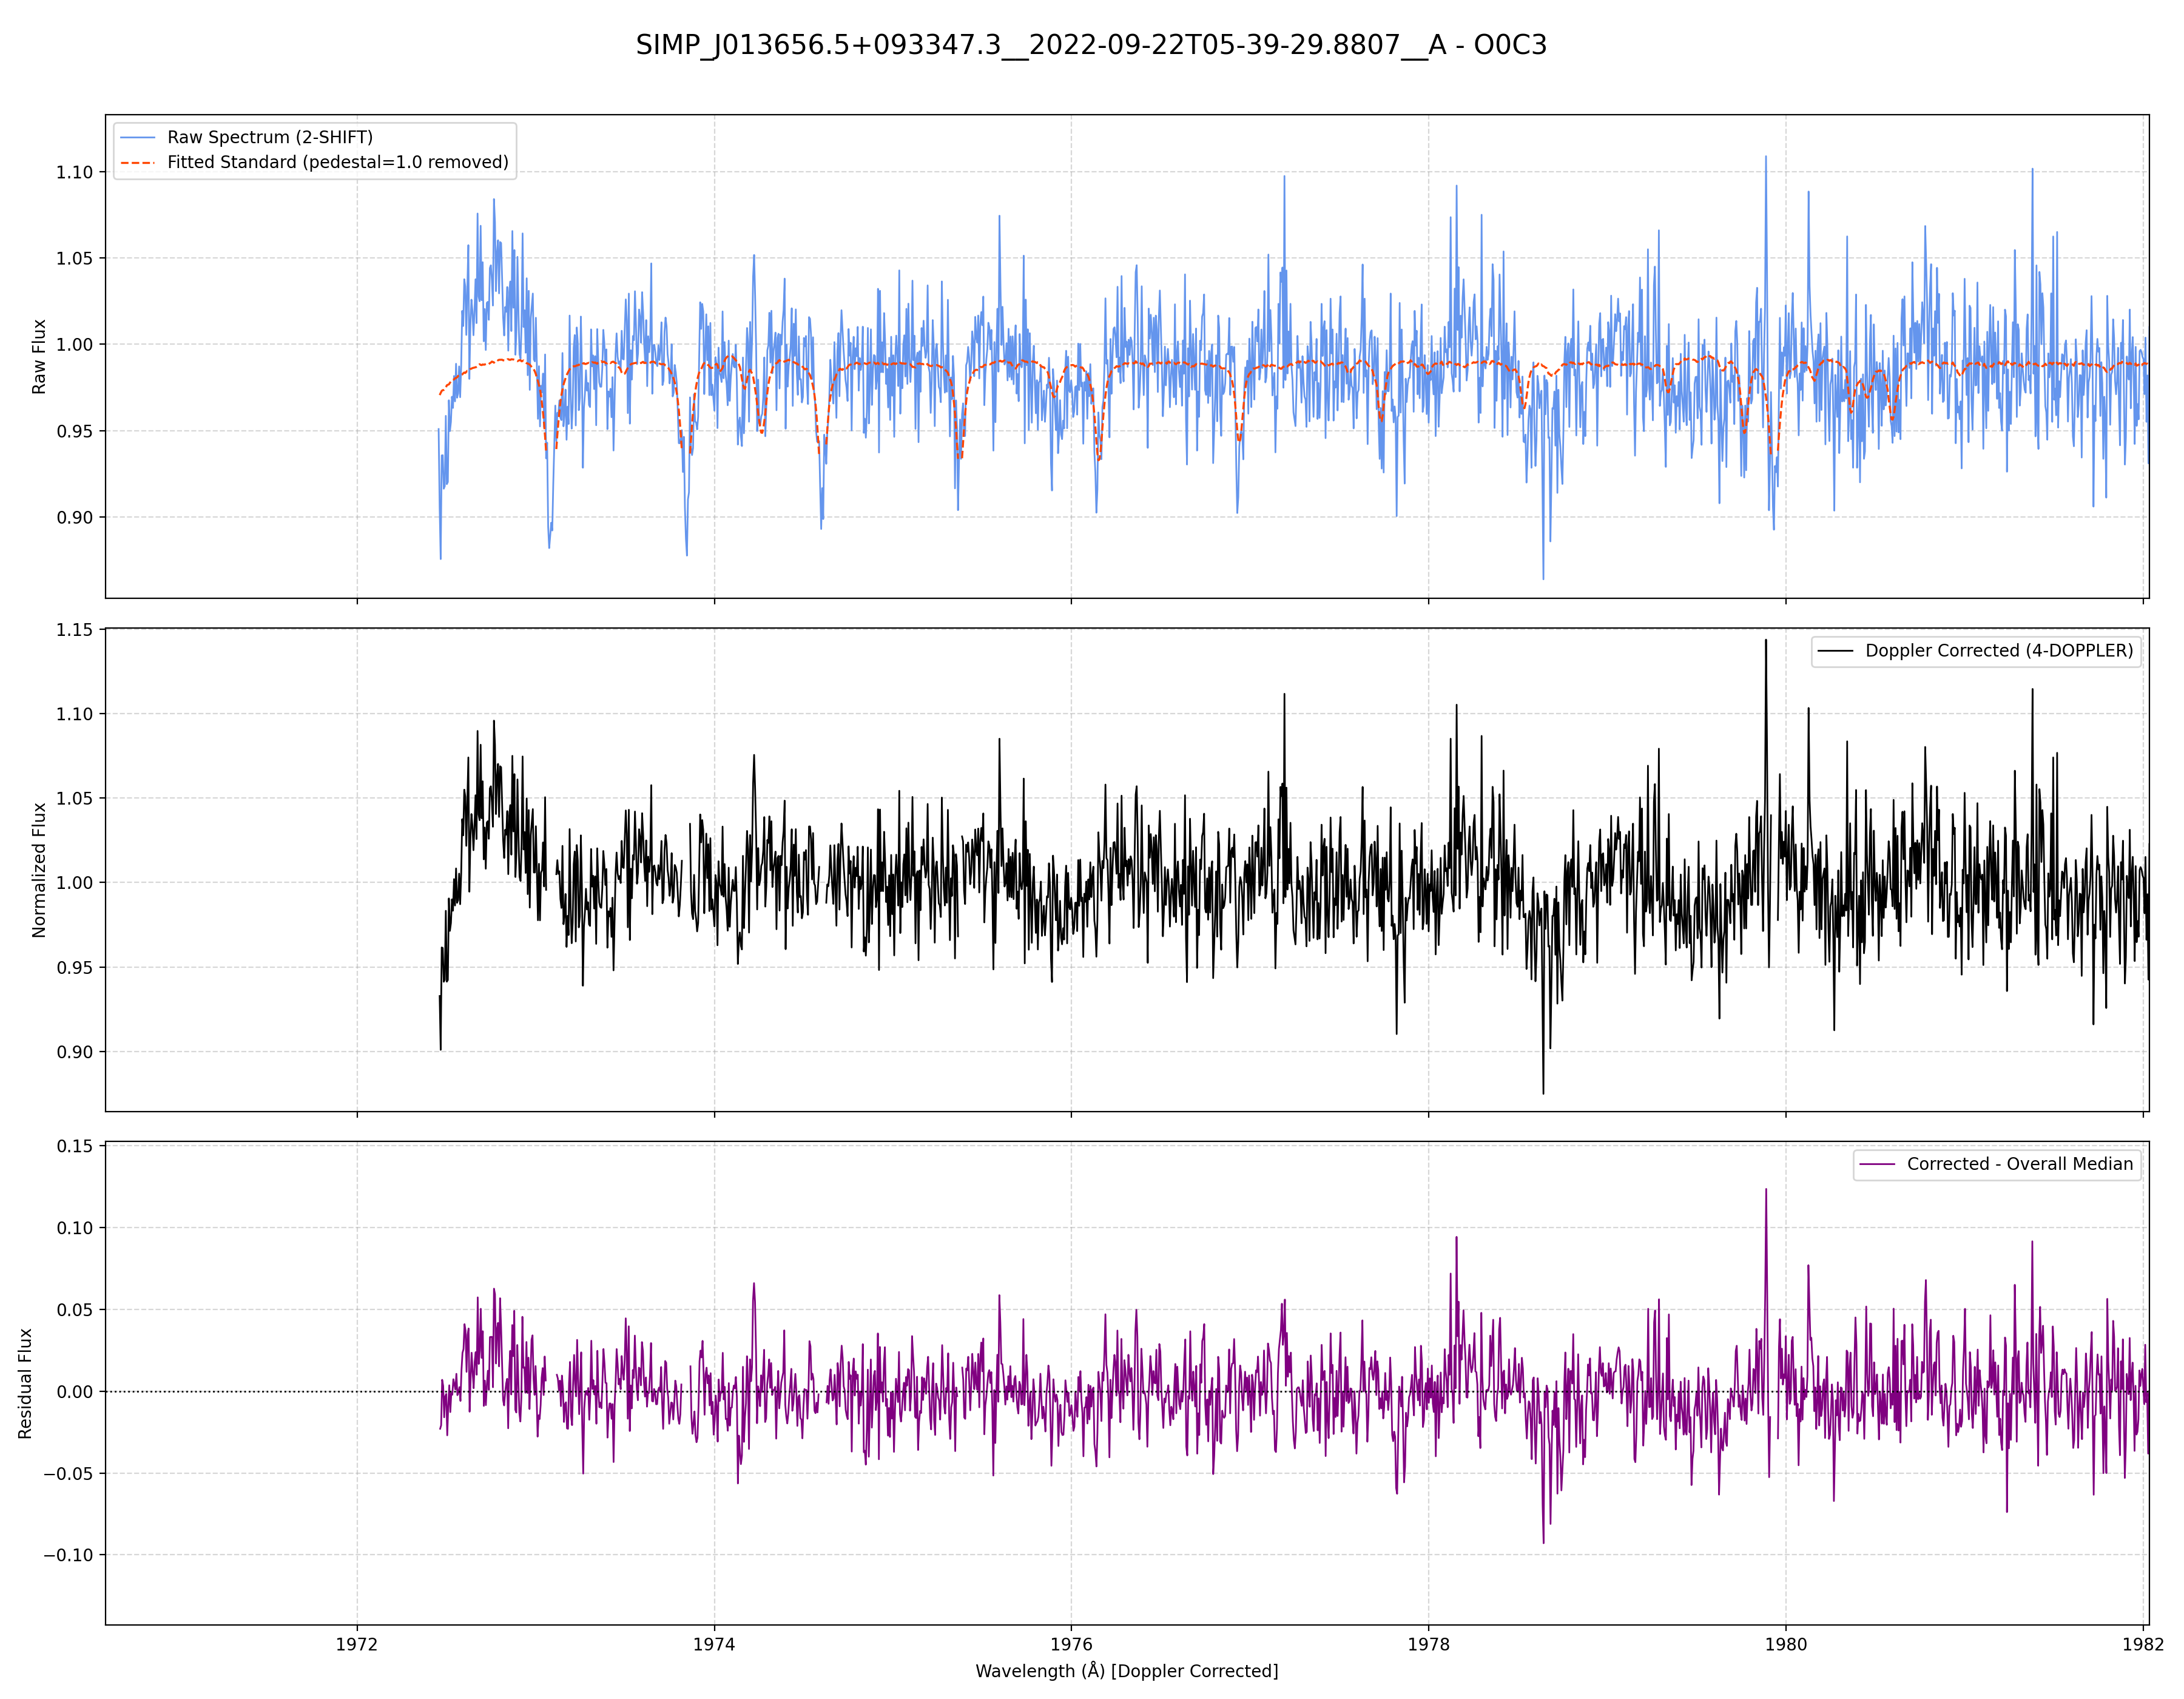 SIMP_J013656.5+093347.3__2022-09-22T05-39-29.8807__A - O0C3
Raw Spectrum (2-SHIFT)
Fitted Standard (pedestal=1.0 removed)
Raw Flux
1.10
1.05
1.00
0.95
0.90
Doppler Corrected (4-DOPPLER)
Normalized Flux
1.15
1.10
1.05
1.00
0.95
0.90
Corrected - Overall Median
Residual Flux
0.15
0.10
0.05
0.00
−0.05
−0.10
1972
1974
1976
1978
1980
1982
Wavelength (Å) [Doppler Corrected]